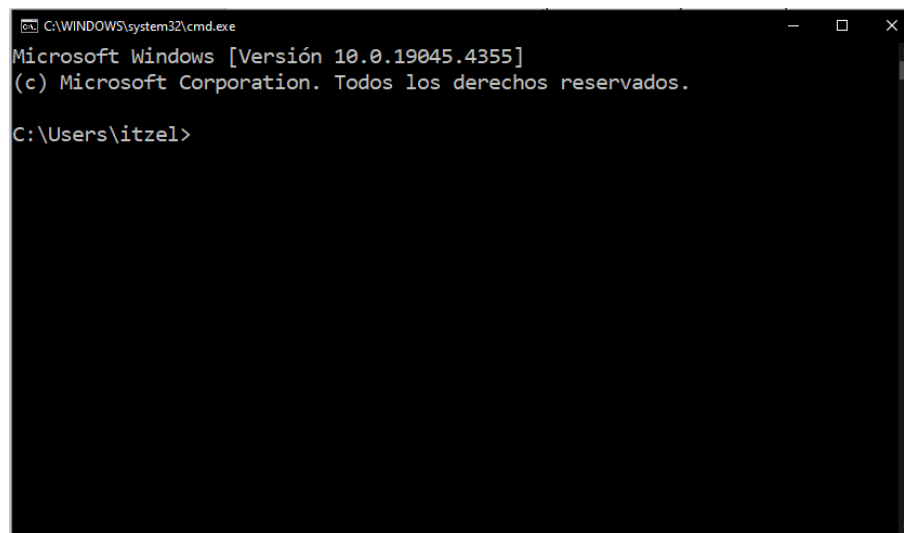 C:\WINDOWS\system32\cmd.exe
Microsoft Windows [Versión 10.0.19045.4355]
(c) Microsoft Corporation. Todos los derechos reservados.
C:\Users\itzel>